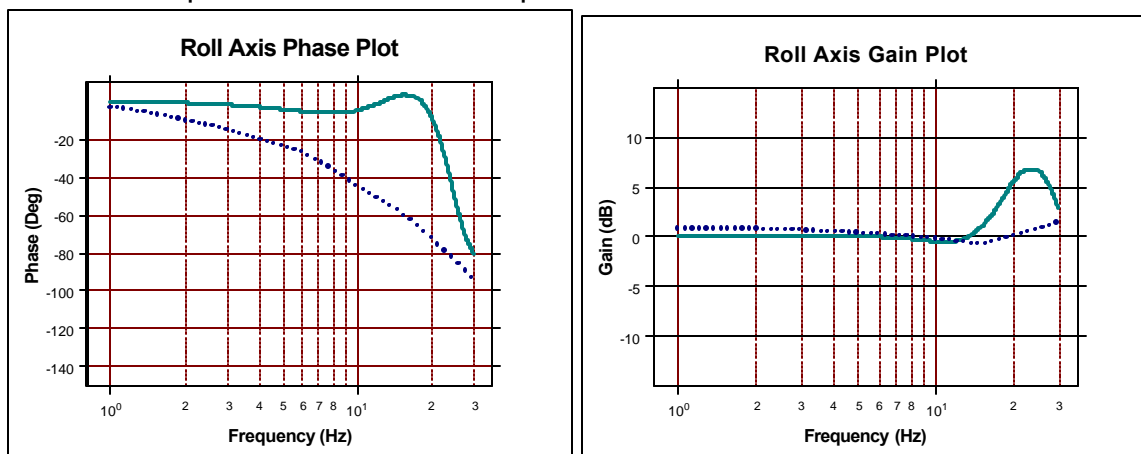 Roll Axis Phase Plot
-20
-40
-60
-80
-100
-120
-140
Phase (Deg)
10⁰ 2 3 4 5 6 7 8 10¹ 2 3
Frequency (Hz)
Roll Axis Gain Plot
10
5
0
-5
-10
Gain (dB)
10⁰ 2 3 4 5 6 7 8 10¹ 2 3
Frequency (Hz)